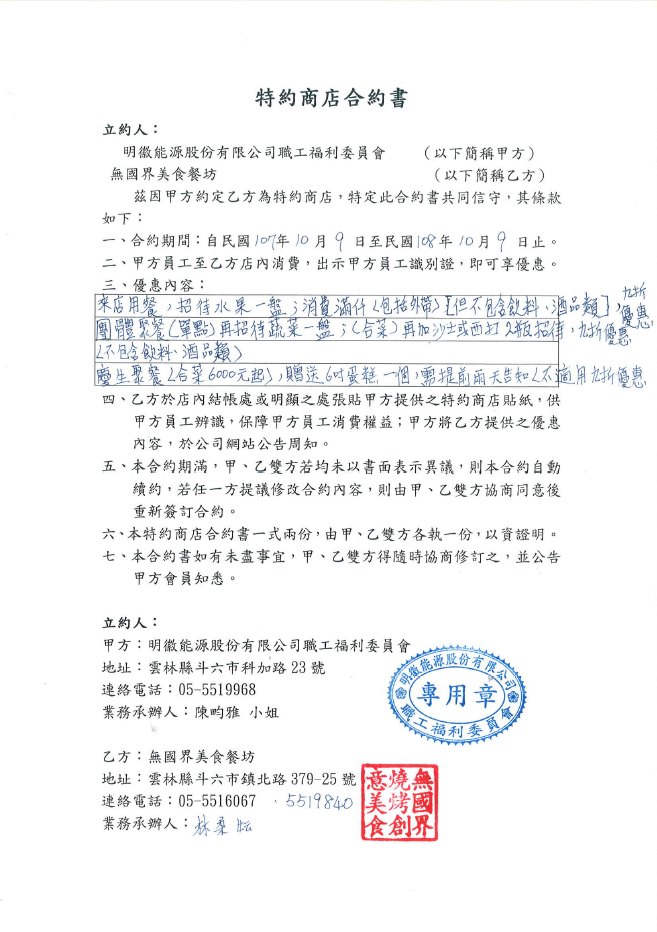 特約商店合約書
立約人：
明徽能源股份有限公司職工福利委員會 （以下簡稱甲方）
無國界美食餐坊 （以下簡稱乙方）
茲因甲方約定乙方為特約商店，特定此合約書共同信守，其條款
如下：
一、合約期間：自民國 107年 10 月 9 日至民國 108年 10 月 9 日止。
二、甲方員工至乙方店內消費，出示甲方員工識別證，即可享優惠。
三、優惠內容：
來店用餐，招待水果一盤；消費滿仟〈包括外帶〉[但不包含飲料、酒品類]，九折優惠
團體聚餐(單點)再招待蔬菜一盤；(合菜)再加沙士或西打2瓶招待，九折優惠
〈不包含飲料、酒品類〉
慶生聚餐〈合菜6000元起〉，贈送6吋蛋糕一個，需提前兩天告知〈不適用九折優惠
四、乙方於店內結帳處或明顯之處張貼甲方提供之特約商店貼紙，供
甲方員工辨識，保障甲方員工消費權益；甲方將乙方提供之優惠
內容，於公司網站公告周知。
五、本合約期滿，甲、乙雙方若均未以書面表示異議，則本合約自動
續約，若任一方提議修改合約內容，則由甲、乙雙方協商同意後
重新簽訂合約。
六、本特約商店合約書一式兩份，由甲、乙雙方各執一份，以資證明。
七、本合約書如有未盡事宜，甲、乙雙方得隨時協商修訂之，並公告
甲方會員知悉。
立約人：
甲方：明徽能源股份有限公司職工福利委員會
地址：雲林縣斗六市科加路 23 號
連絡電話：05-5519968
業務承辦人：陳畇雅 小姐
明徽能源股份有限公司
專用章
職工福利委員會
乙方：無國界美食餐坊
地址：雲林縣斗六市鎮北路 379-25 號
連絡電話：05-5516067 、5519840
業務承辦人：林
無國界
燒烤創
意美食